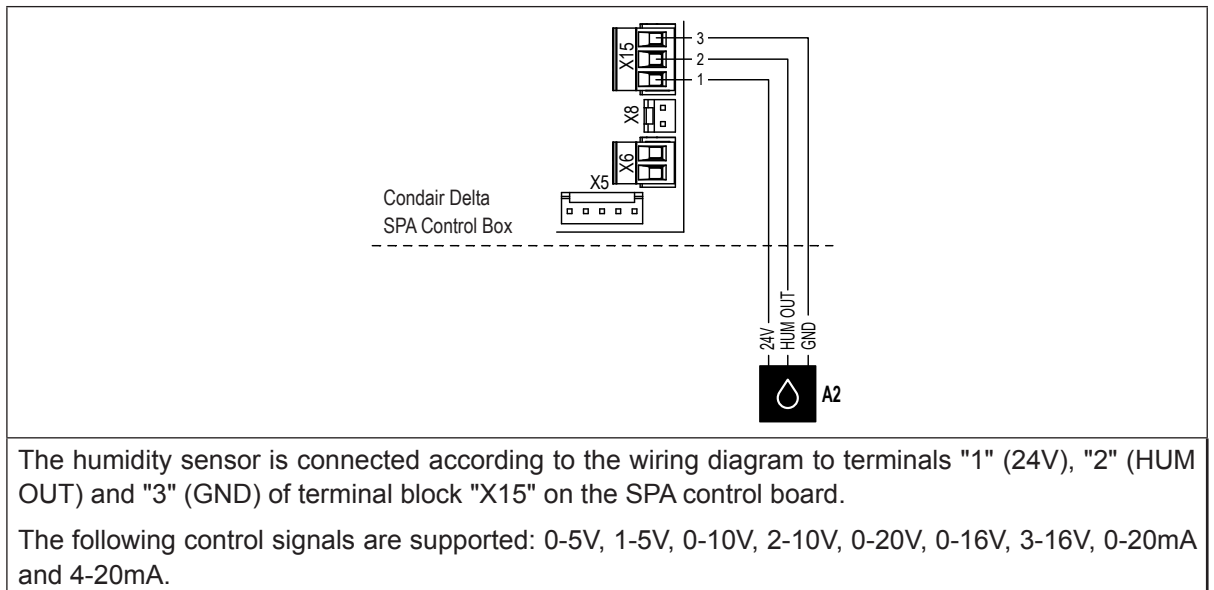 X15
3
2
1
X8
X6
X5
Condair Delta
SPA Control Box
24V
HUM OUT
GND
A2
The humidity sensor is connected according to the wiring diagram to terminals "1" (24V), "2" (HUM
OUT) and "3" (GND) of terminal block "X15" on the SPA control board.
The following control signals are supported: 0-5V, 1-5V, 0-10V, 2-10V, 0-20V, 0-16V, 3-16V, 0-20mA
and 4-20mA.